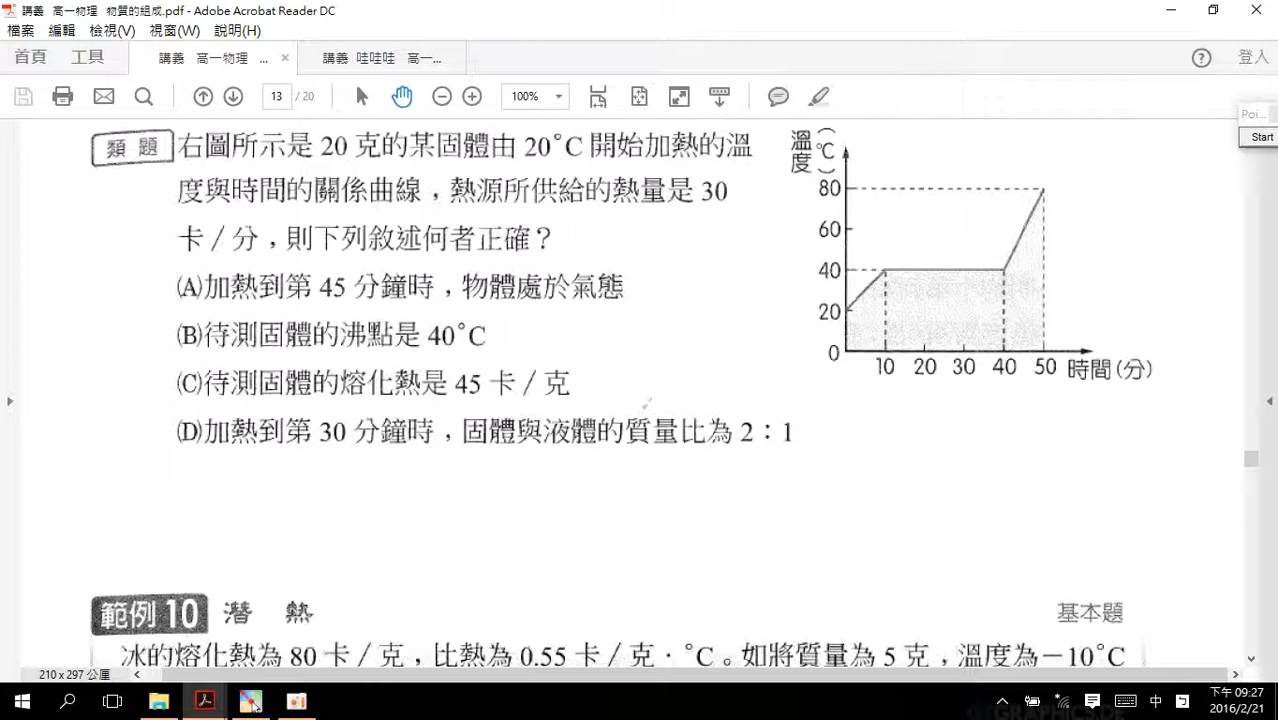 講義 高一物理 物質的組成.pdf - Adobe Acrobat Reader DC
檔案 編輯 檢視(V) 視窗(W) 說明(H)
首頁 工具 講義 高一物理 ... × 講義 哇哇哇 高一... 登入
13 / 20 100%
Poi...
Start
類題 右圖所示是 20 克的某固體由 20°C 開始加熱的溫
度與時間的關係曲線,熱源所供給的熱量是 30
卡/分,則下列敘述何者正確?
(A)加熱到第 45 分鐘時,物體處於氣態
(B)待測固體的沸點是 40°C
(C)待測固體的熔化熱是 45 卡/克
(D)加熱到第 30 分鐘時,固體與液體的質量比為 2:1
溫度(℃)
80
60
40
20
0
10 20 30 40 50 時間(分)
範例 10 潛 熱 基本題
冰的熔化熱為 80 卡/克,比熱為 0.55 卡/克.°C。如將質量為 5 克,溫度為-10°C
210 x 297 公厘
中 下午 09:27
2016/2/21